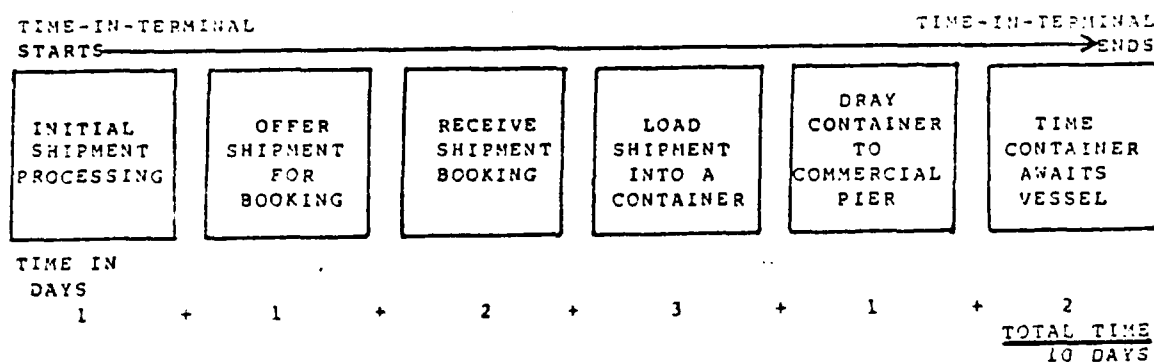 TIME-IN-TERMINAL
STARTS
TIME-IN-TERMINAL
ENDS
INITIAL
SHIPMENT
PROCESSING
OFFER
SHIPMENT
FOR
BOOKING
RECEIVE
SHIPMENT
BOOKING
LOAD
SHIPMENT
INTO A
CONTAINER
DRAY
CONTAINER
TO
COMMERCIAL
PIER
TIME
CONTAINER
AWAITS
VESSEL
TIME IN
DAYS
1 + 1 + 2 + 3 + 1 + 2
TOTAL TIME
10 DAYS